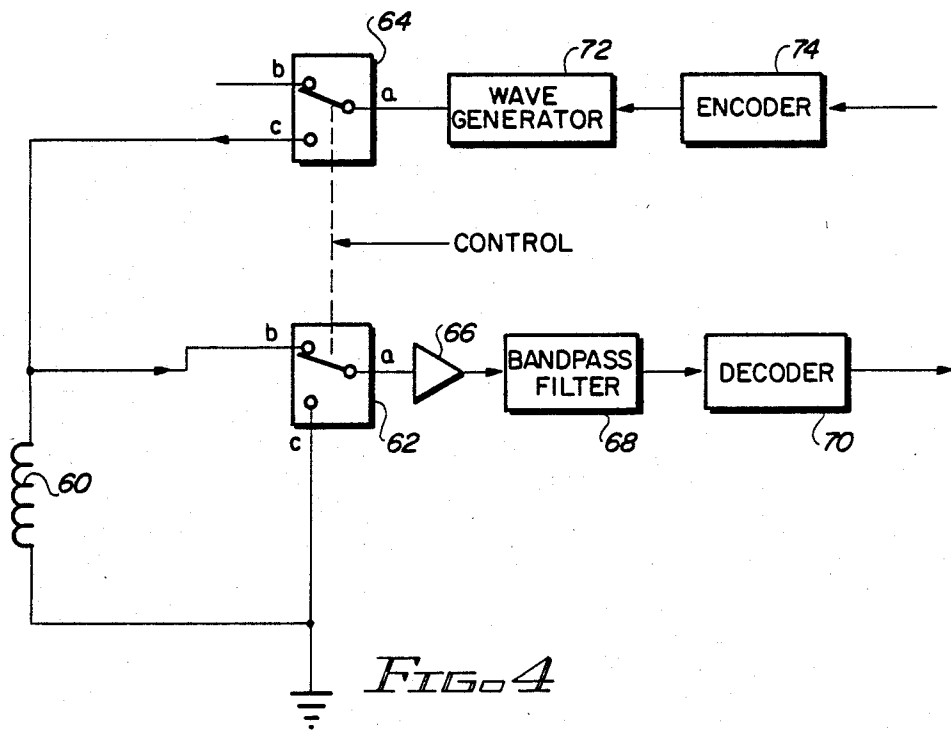 64
b
a
c
72
WAVE
GENERATOR
74
ENCODER
CONTROL
b
a
c
62
66
BANDPASS
FILTER
68
DECODER
70
60
FIG. 4